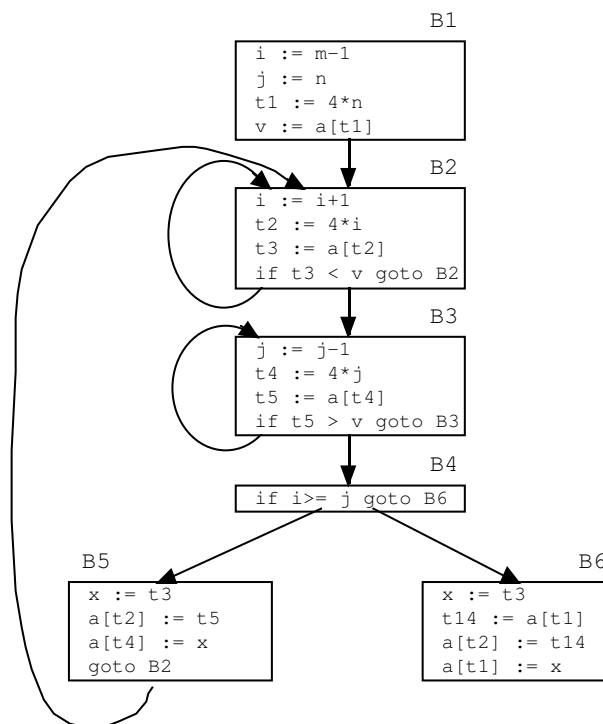 B1
i := m-1
j := n
t1 := 4*n
v := a[t1]
B2
i := i+1
t2 := 4*i
t3 := a[t2]
if t3 < v goto B2
B3
j := j-1
t4 := 4*j
t5 := a[t4]
if t5 > v goto B3
B4
if i>= j goto B6
B5
x := t3
a[t2] := t5
a[t4] := x
goto B2
B6
x := t3
t14 := a[t1]
a[t2] := t14
a[t1] := x